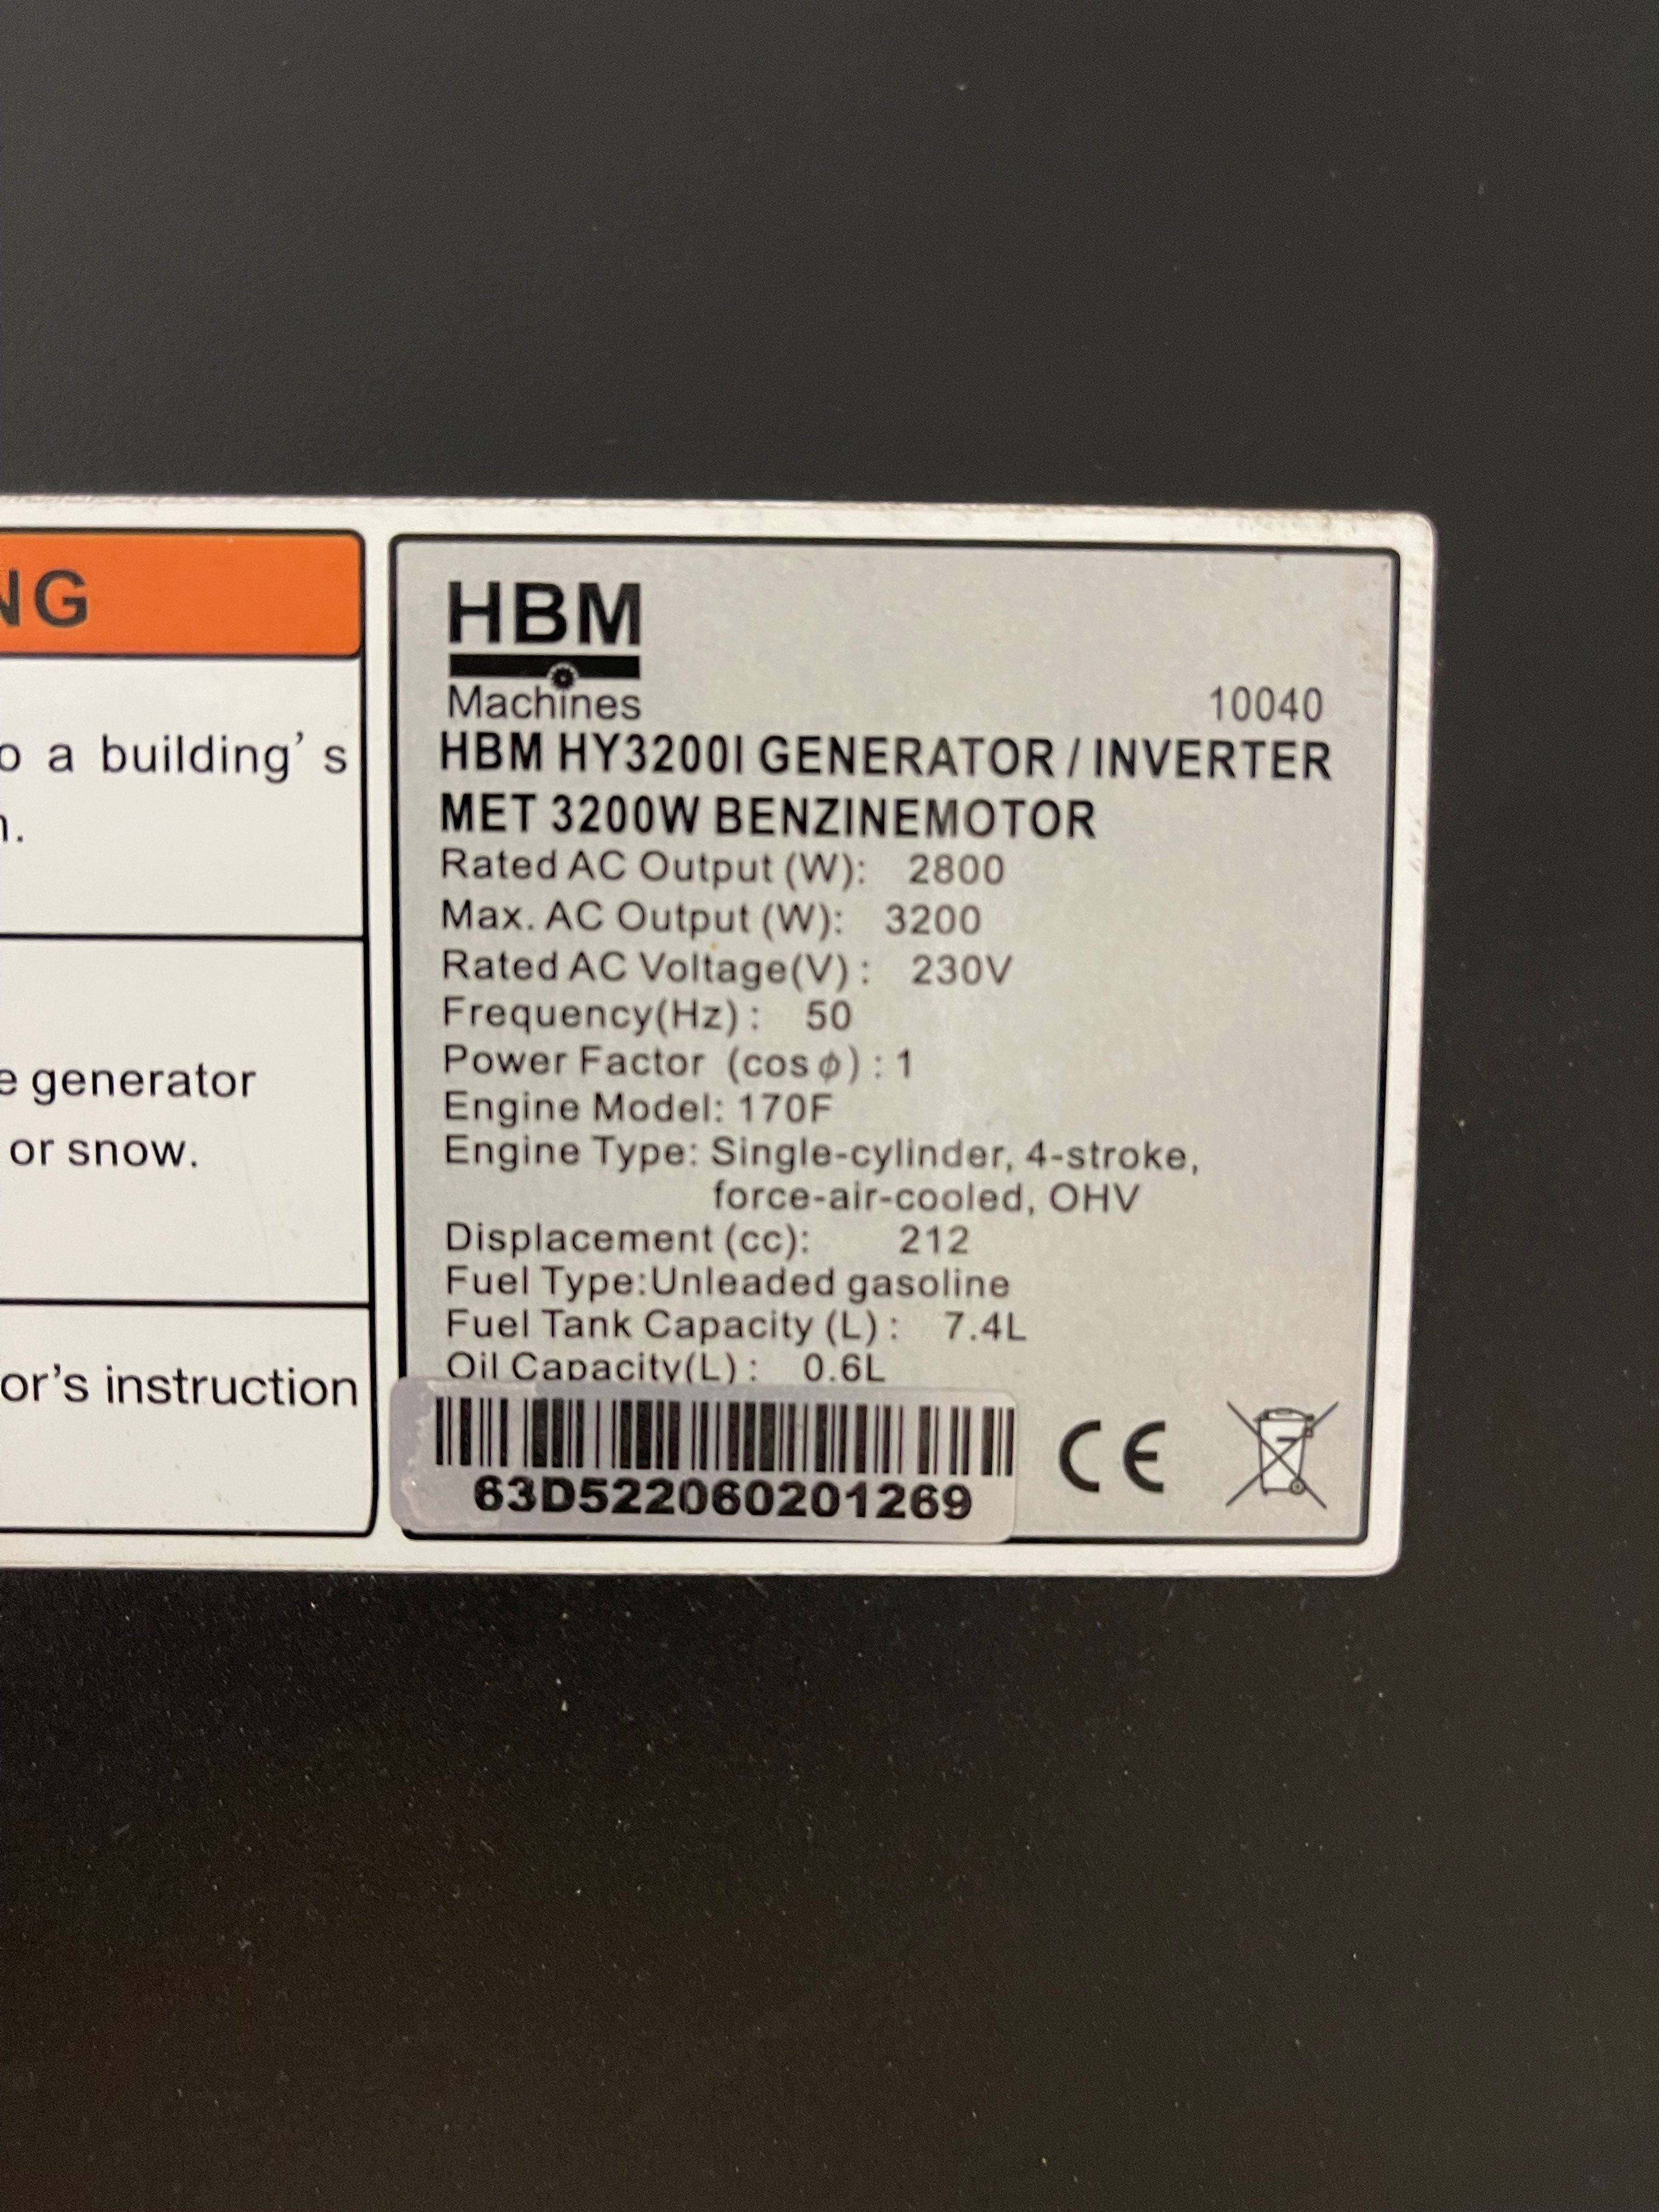 NG
a building's
generator
or snow.
instruction
HBM
Machines
10040
HBM HY3200I GENERATOR / INVERTER
MET 3200W BENZINEMOTOR
Rated AC Output (W): 2800
Max. AC Output (W): 3200
Rated AC Voltage(V) : 230V
Frequency(Hz) : 50
Power Factor (cos ϕ) : 1
Engine Model: 170F
Engine Type: Single-cylinder, 4-stroke,
force-air-cooled, OHV
Displacement (cc): 212
Fuel Type:Unleaded gasoline
Fuel Tank Capacity (L) : 7.4L
Oil Capacity(L) : 0.6L
63D522060201269
CE